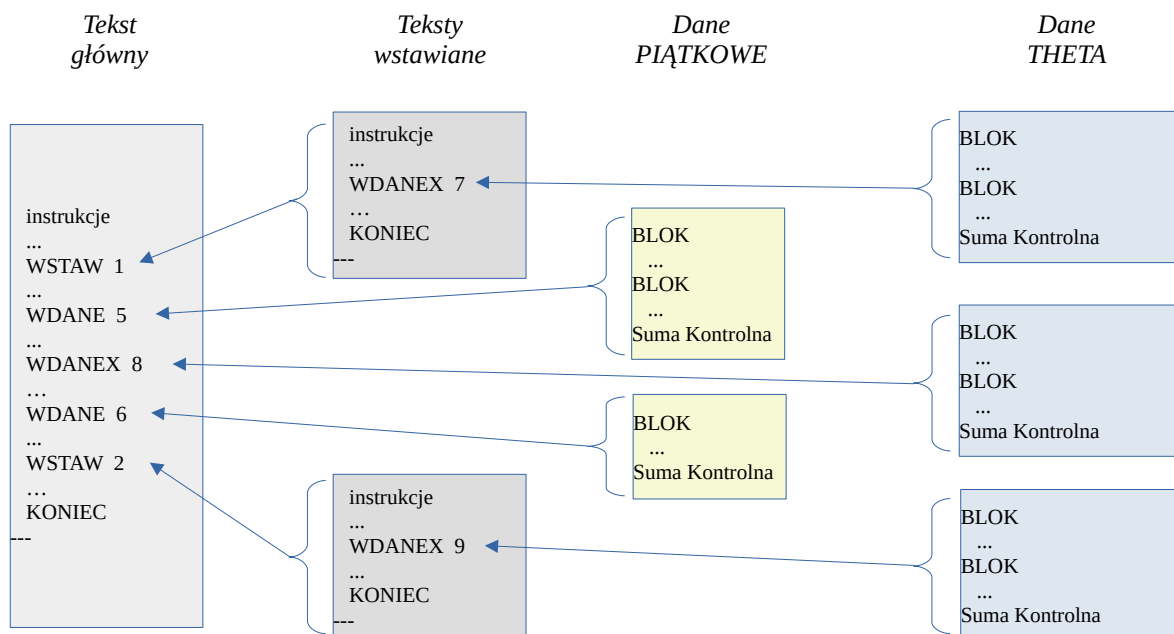 Tekst
główny
Teksty
wstawiane
Dane
PIĄTKOWE
Dane
THETA
instrukcje
...
WSTAW 1
...
WDANE 5
...
WDANEX 8
…
WDANE 6
...
WSTAW 2
…
KONIEC
---
instrukcje
...
WDANEX 7
…
KONIEC
---
instrukcje
...
WDANEX 9
...
KONIEC
---
BLOK
...
BLOK
...
Suma Kontrolna
BLOK
...
Suma Kontrolna
BLOK
...
BLOK
...
Suma Kontrolna
BLOK
...
BLOK
...
Suma Kontrolna
BLOK
...
BLOK
...
Suma Kontrolna